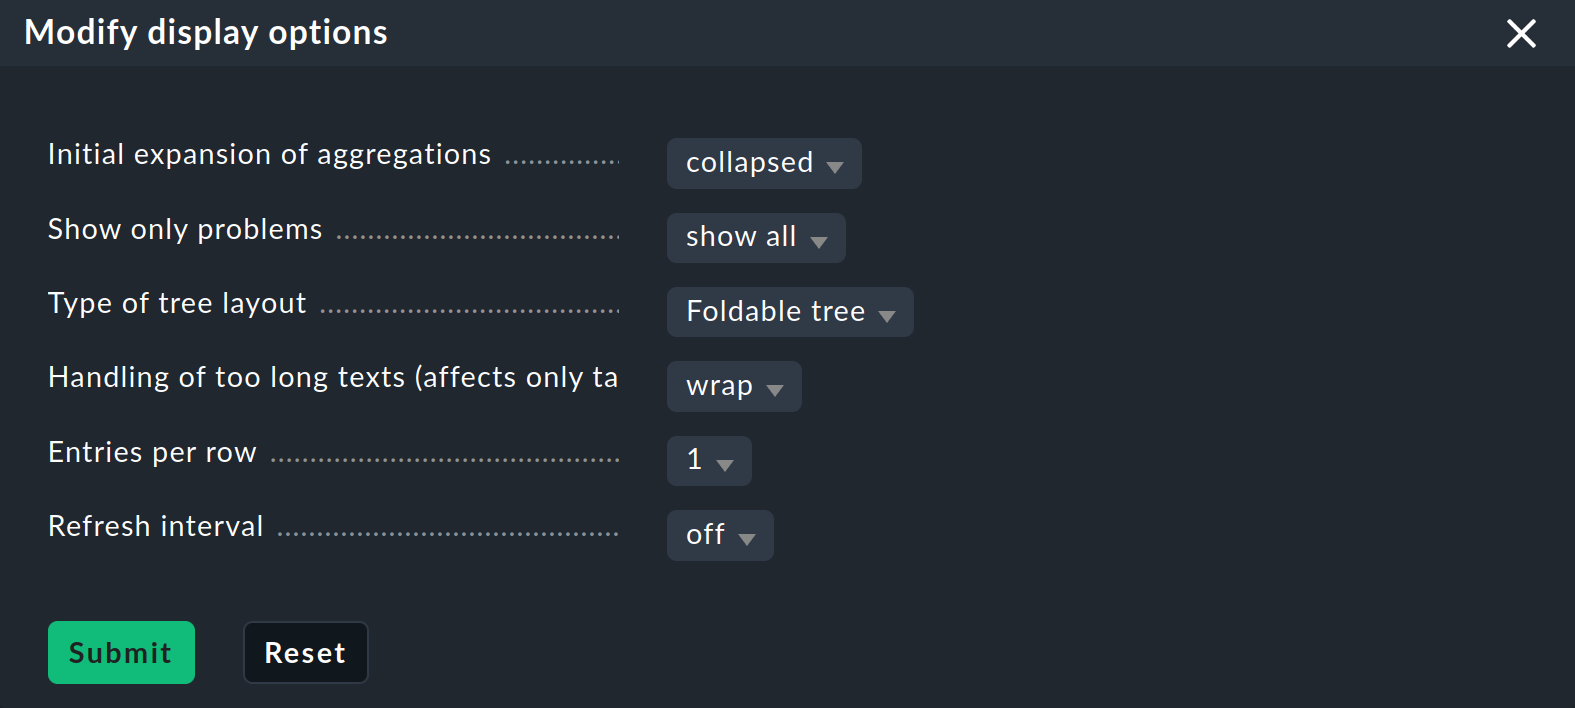 Modify display options
Initial expansion of aggregations collapsed
Show only problems show all
Type of tree layout Foldable tree
Handling of too long texts (affects only ta wrap
Entries per row 1
Refresh interval off
Submit Reset